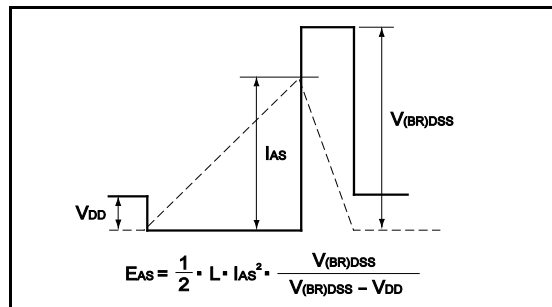 V(BR)DSS
IAS
VDD
EAS = 1/2 · L · IAS² · V(BR)DSS / V(BR)DSS – VDD